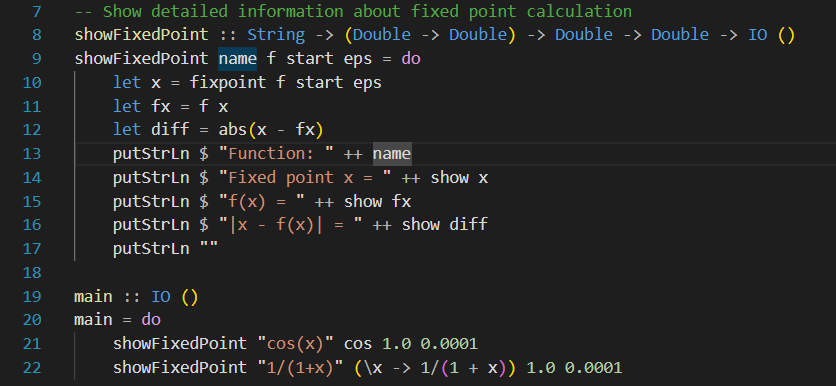 7 -- Show detailed information about fixed point calculation
8 showFixedPoint :: String -> (Double -> Double) -> Double -> Double -> IO ()
9 showFixedPoint name f start eps = do
10     let x = fixpoint f start eps
11     let fx = f x
12     let diff = abs(x - fx)
13     putStrLn $ "Function: " ++ name
14     putStrLn $ "Fixed point x = " ++ show x
15     putStrLn $ "f(x) = " ++ show fx
16     putStrLn $ "|x - f(x)| = " ++ show diff
17     putStrLn ""
18
19 main :: IO ()
20 main = do
21     showFixedPoint "cos(x)" cos 1.0 0.0001
22     showFixedPoint "1/(1+x)" (\x -> 1/(1 + x)) 1.0 0.0001